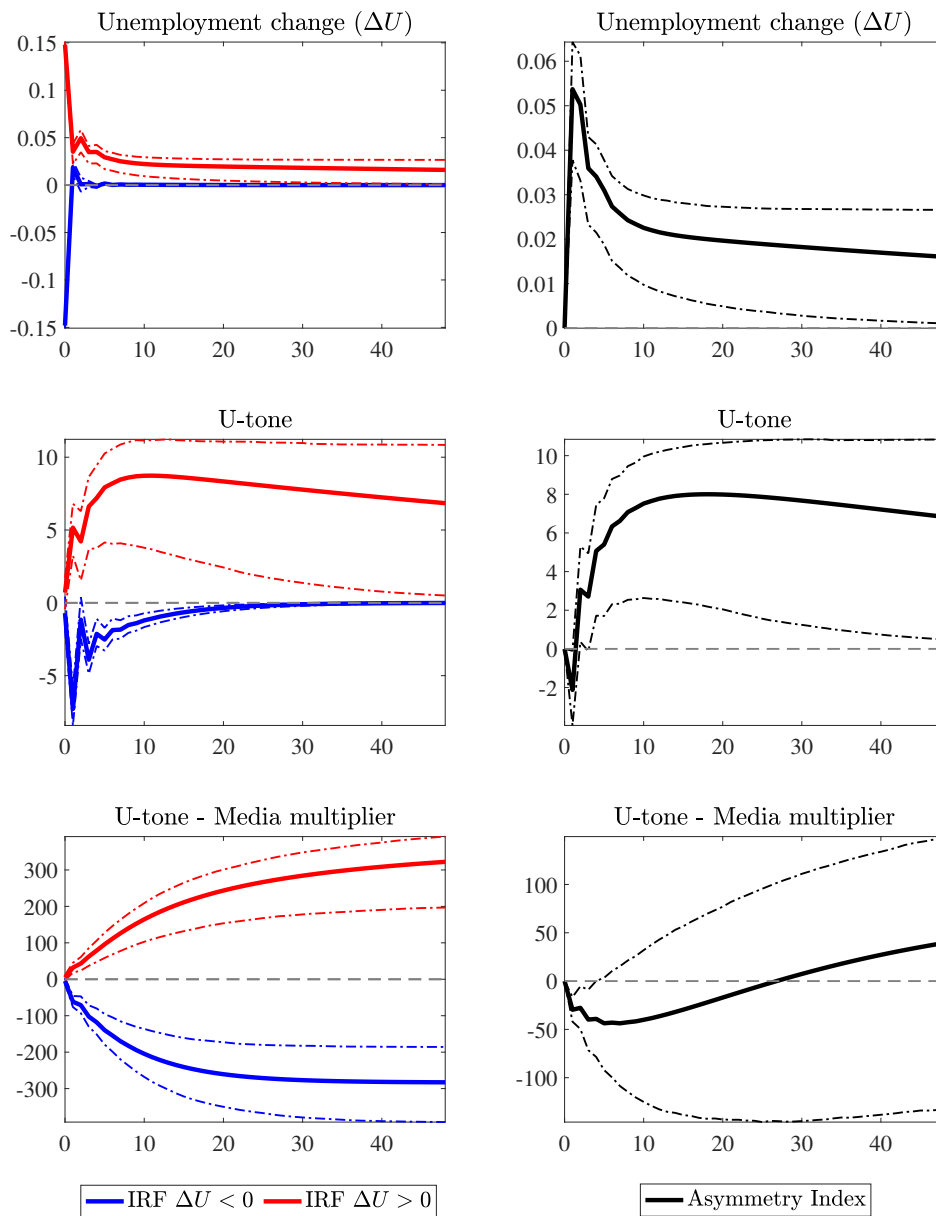 Unemployment change (ΔU)
0.15
0.1
0.05
0
-0.05
-0.1
-0.15
0 10 20 30 40
Unemployment change (ΔU)
0.06
0.05
0.04
0.03
0.02
0.01
0
0 10 20 30 40
U-tone
10
5
0
-5
0 10 20 30 40
U-tone
10
8
6
4
2
0
-2
0 10 20 30 40
U-tone - Media multiplier
300
200
100
0
-100
-200
-300
0 10 20 30 40
U-tone - Media multiplier
100
50
0
-50
-100
0 10 20 30 40
IRF ΔU < 0 IRF ΔU > 0
Asymmetry Index